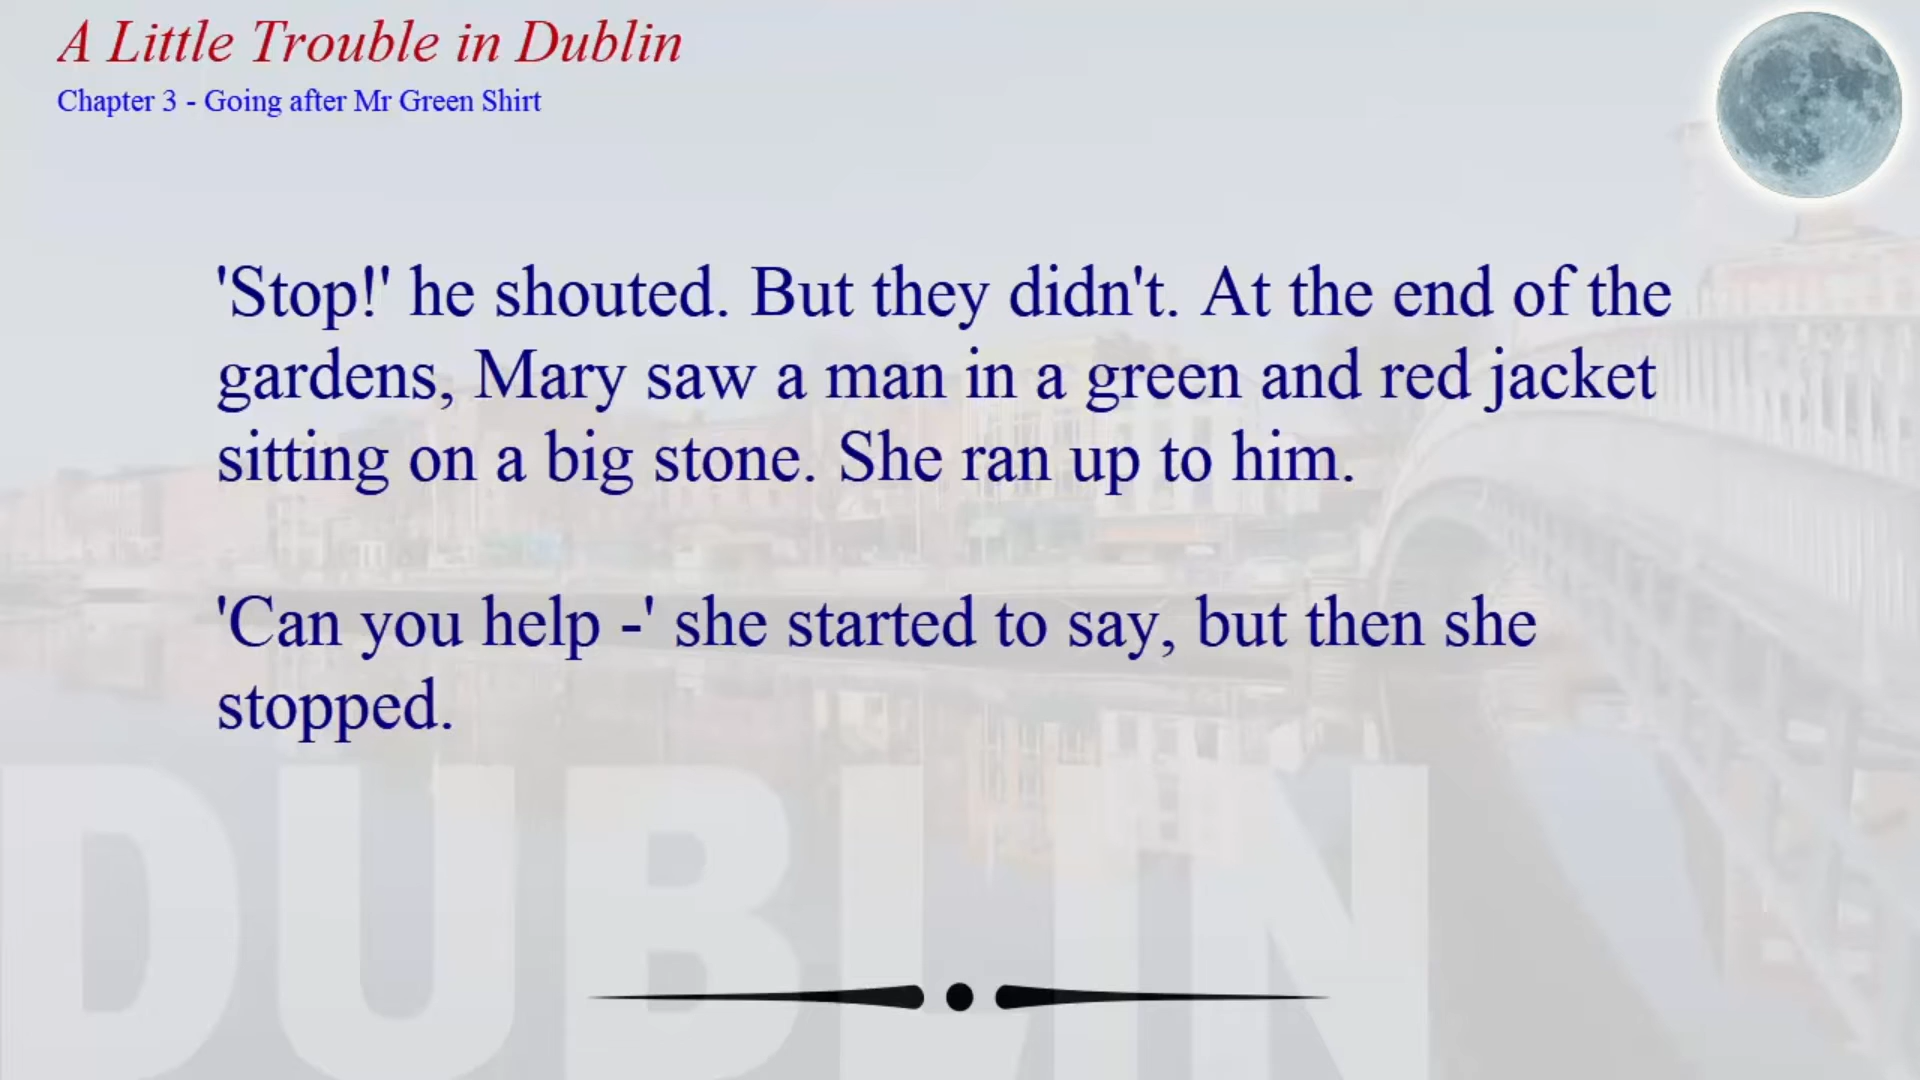 A Little Trouble in Dublin
Chapter 3 - Going after Mr Green Shirt
'Stop!' he shouted. But they didn't. At the end of the
gardens, Mary saw a man in a green and red jacket
sitting on a big stone. She ran up to him.
'Can you help -' she started to say, but then she
stopped.
DUBLIN